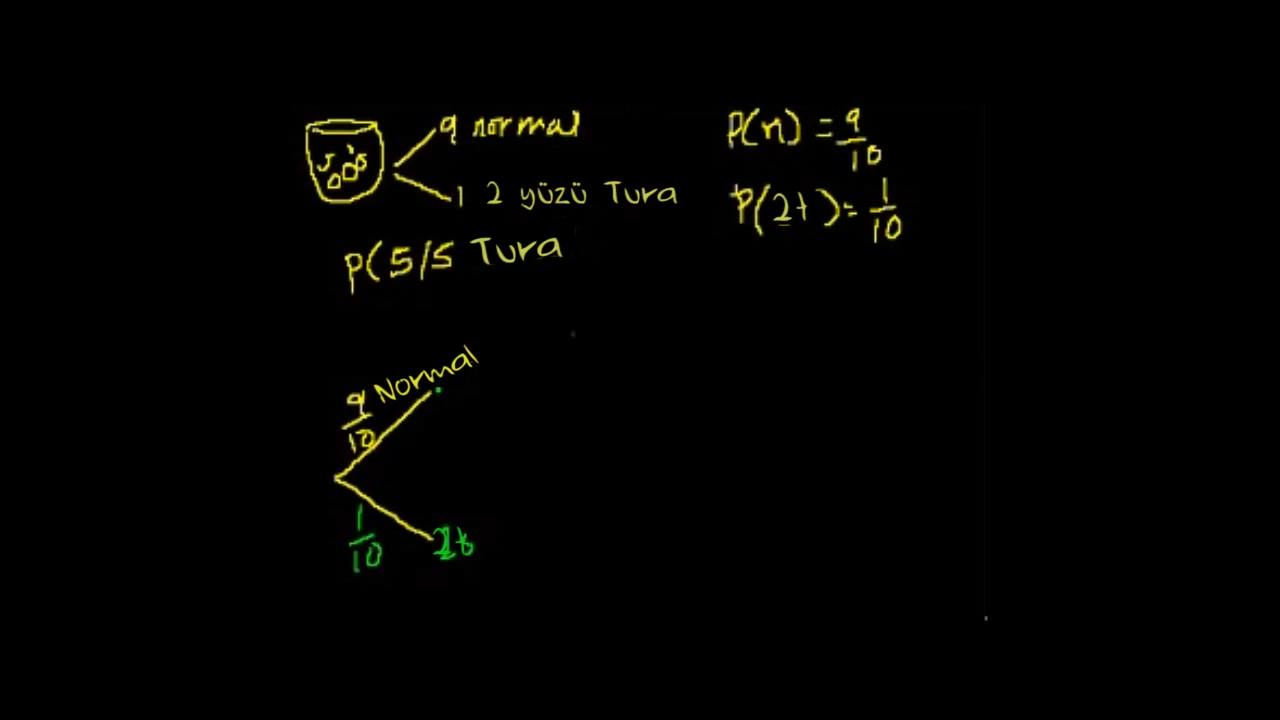 9 normal
1 2 yüzü Tura
P(n) = 9/10
P(2t) = 1/10
P(5/5 Tura
9/10 Normal
1/10 2t